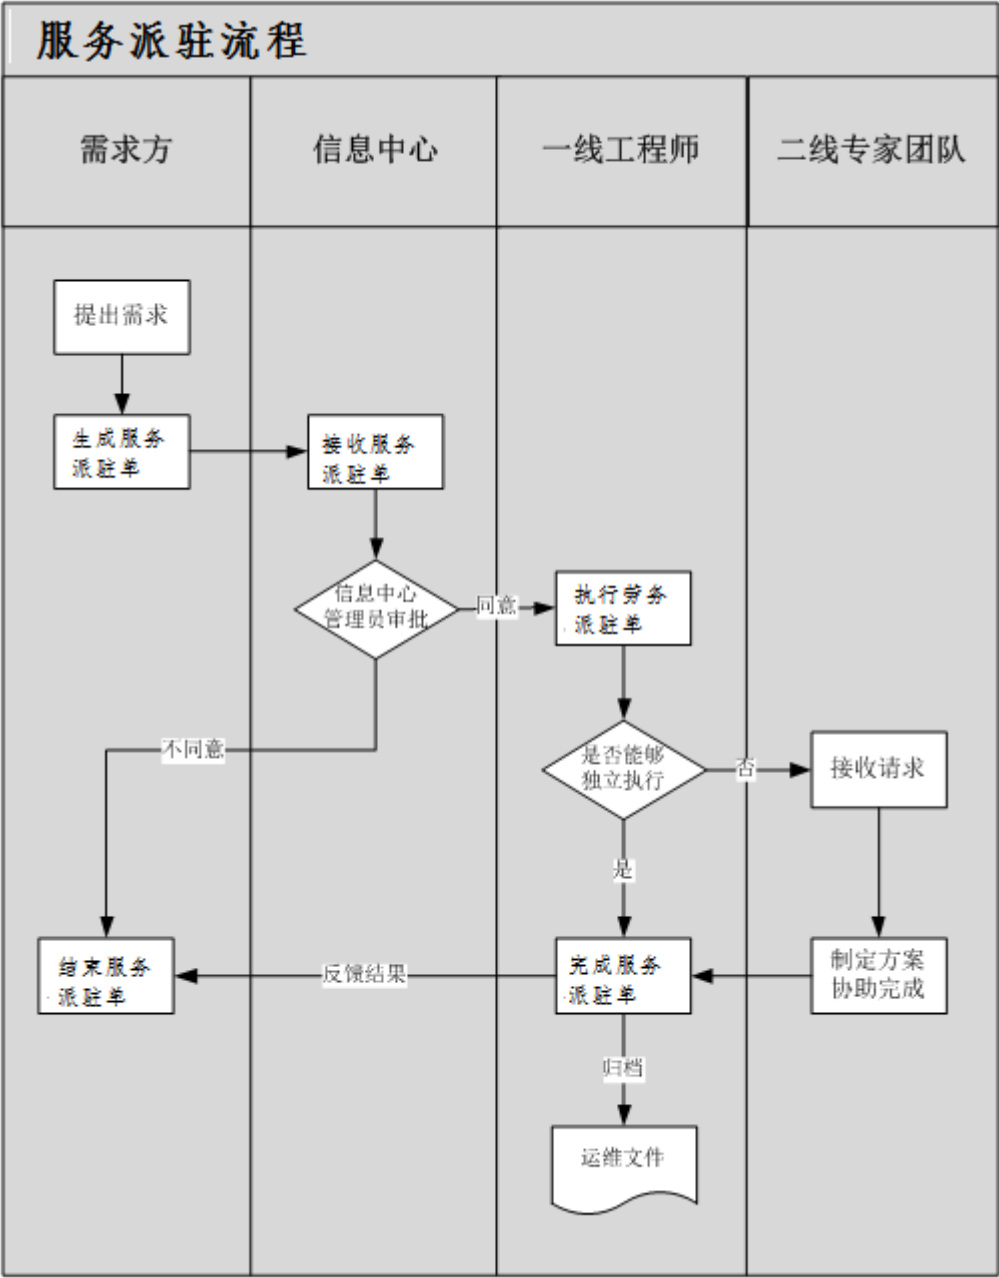 服务派驻流程
需求方
信息中心
一线工程师
二线专家团队
提出需求
生成服务
派驻单
接收服务
派驻单
信息中心
管理员审批
同意
执行劳务
派驻单
不同意
是否能够
独立执行
否
接收请求
是
结束服务
派驻单
反馈结果
完成服务
派驻单
制定方案
协助完成
归档
运维文件